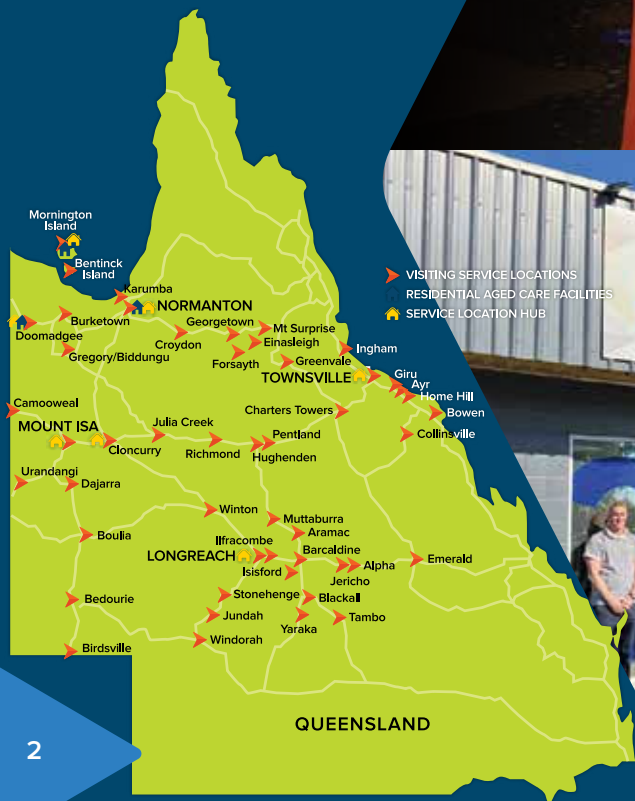 Mornington
Island
Bentinck
Island
Karumba
NORMANTON
VISITING SERVICE LOCATIONS
RESIDENTIAL AGED CARE FACILITIES
SERVICE LOCATION HUB
Doomadgee
Burketown
Gregory/Biddungu
Georgetown
Croydon
Mt Surprise
Einasleigh
Forsayth
Greenvale
Ingham
TOWNSVILLE
Giru
Ayr
Home Hill
Bowen
Charters Towers
Collinsville
Camooweal
MOUNT ISA
Cloncurry
Julia Creek
Richmond
Pentland
Hughenden
Urandangi
Dajarra
Winton
Muttaburra
Aramac
Boulia
Ilfracombe
LONGREACH
Barcaldine
Isisford
Alpha
Jericho
Emerald
Bedourie
Stonehenge
Blackall
Jundah
Yaraka
Tambo
Windorah
Birdsville
QUEENSLAND
2